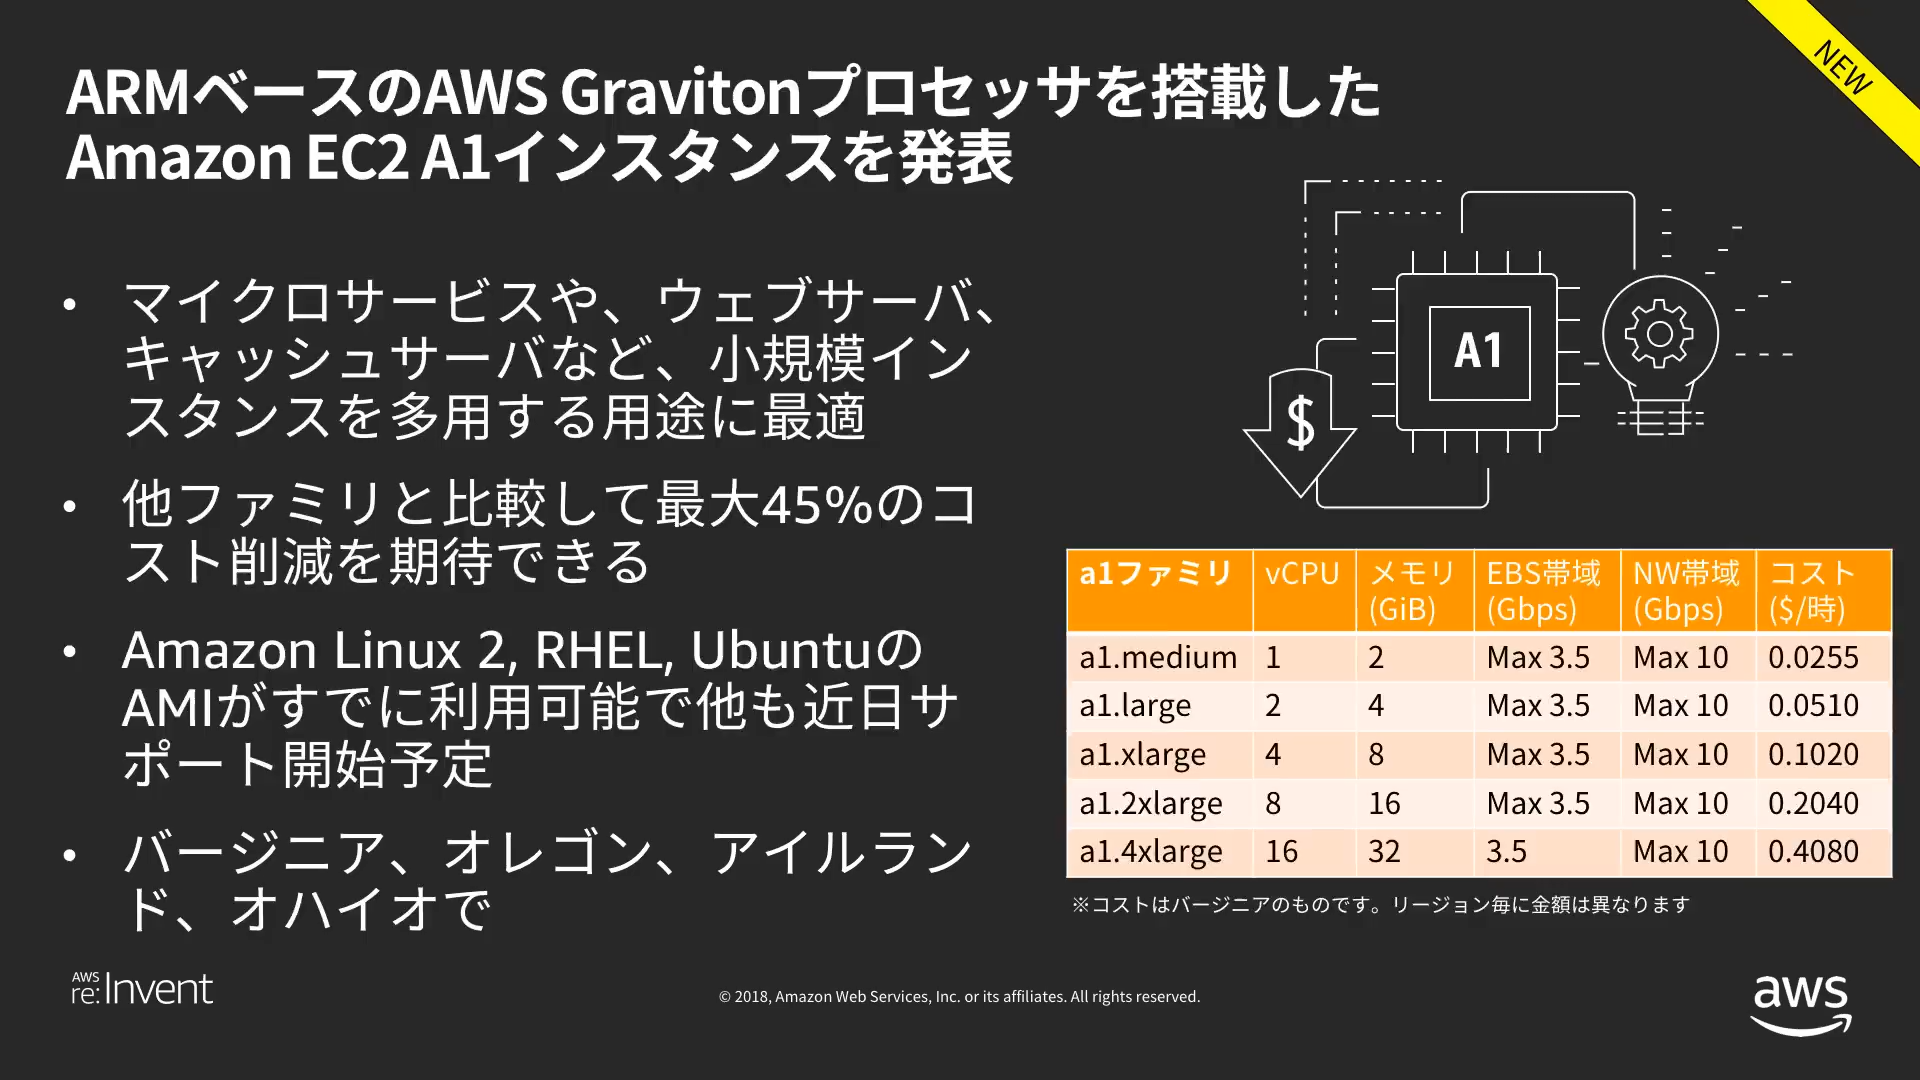 NEW
ARMベースのAWS Gravitonプロセッサを搭載した
Amazon EC2 A1インスタンスを発表
• マイクロサービスや、ウェブサーバ、
キャッシュサーバなど、小規模イン
スタンスを多用する用途に最適
• 他ファミリと比較して最大45%のコ
スト削減を期待できる
• Amazon Linux 2, RHEL, Ubuntuの
AMIがすでに利用可能で他も近日サ
ポート開始予定
• バージニア、オレゴン、アイルラン
ド、オハイオで
A1
$
a1ファミリ vCPU メモリ (GiB) EBS帯域 (Gbps) NW帯域 (Gbps) コスト ($/時)
a1.medium 1 2 Max 3.5 Max 10 0.0255
a1.large 2 4 Max 3.5 Max 10 0.0510
a1.xlarge 4 8 Max 3.5 Max 10 0.1020
a1.2xlarge 8 16 Max 3.5 Max 10 0.2040
a1.4xlarge 16 32 3.5 Max 10 0.4080
※コストはバージニアのものです。リージョン毎に金額は異なります
AWS
re:Invent
© 2018, Amazon Web Services, Inc. or its affiliates. All rights reserved.
aws